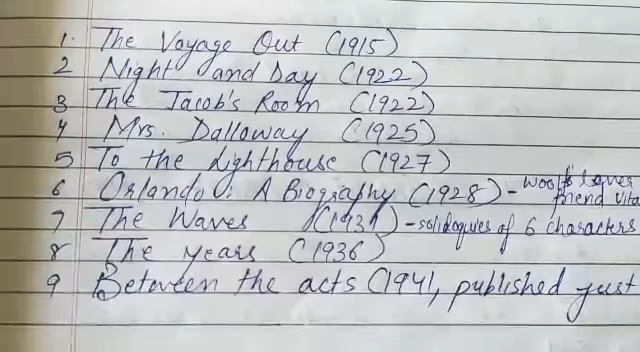 1. The Voyage Out (1915)
2 Night and Day (1922)
3 The Jacob's Room (1922)
4 Mrs. Dalloway (1925)
5 To the Lighthouse (1927)
6 Orlando: A Biography (1928) - Woolf's lover friend Vita
7 The Waves (1931) - soliloquies of 6 characters
8 The years (1936)
9 Between the acts (1941, published just